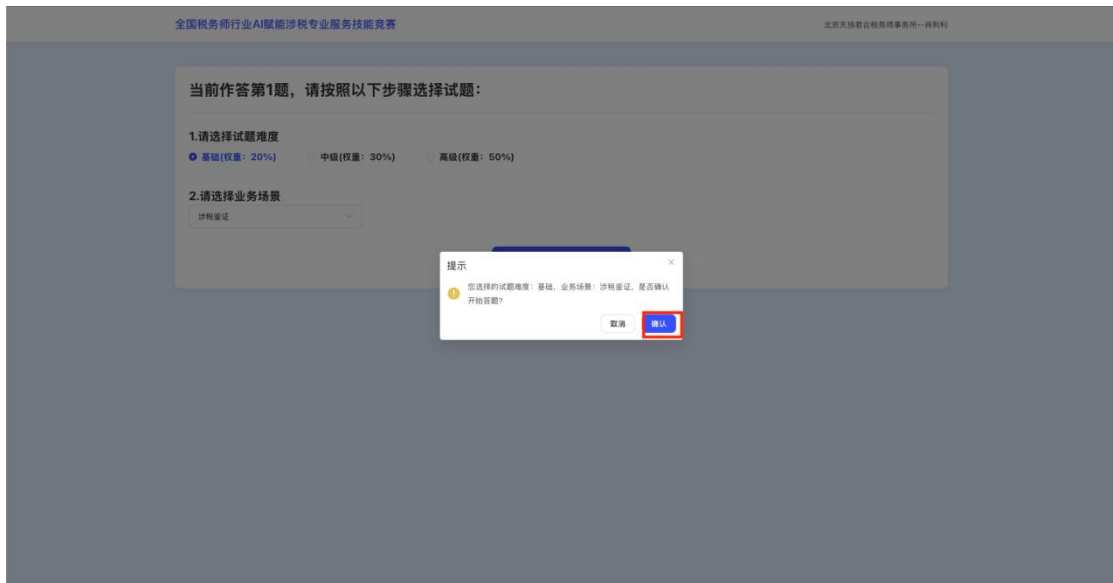 全国税务师行业AI赋能涉税专业服务技能竞赛
北京天扬君合税务师事务所--尚利利
当前作答第1题，请按照以下步骤选择试题：
1.请选择试题难度
基础(权重：20%) 中级(权重：30%) 高级(权重：50%)
2.请选择业务场景
涉税鉴证
提示
您选择的试题难度：基础，业务场景：涉税鉴证，是否确认
开始答题？
取消 确认